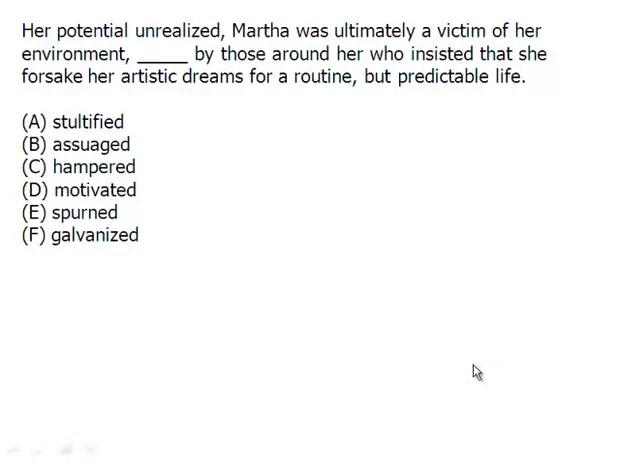 Her potential unrealized, Martha was ultimately a victim of her
environment, _____ by those around her who insisted that she
forsake her artistic dreams for a routine, but predictable life.
(A) stultified
(B) assuaged
(C) hampered
(D) motivated
(E) spurned
(F) galvanized